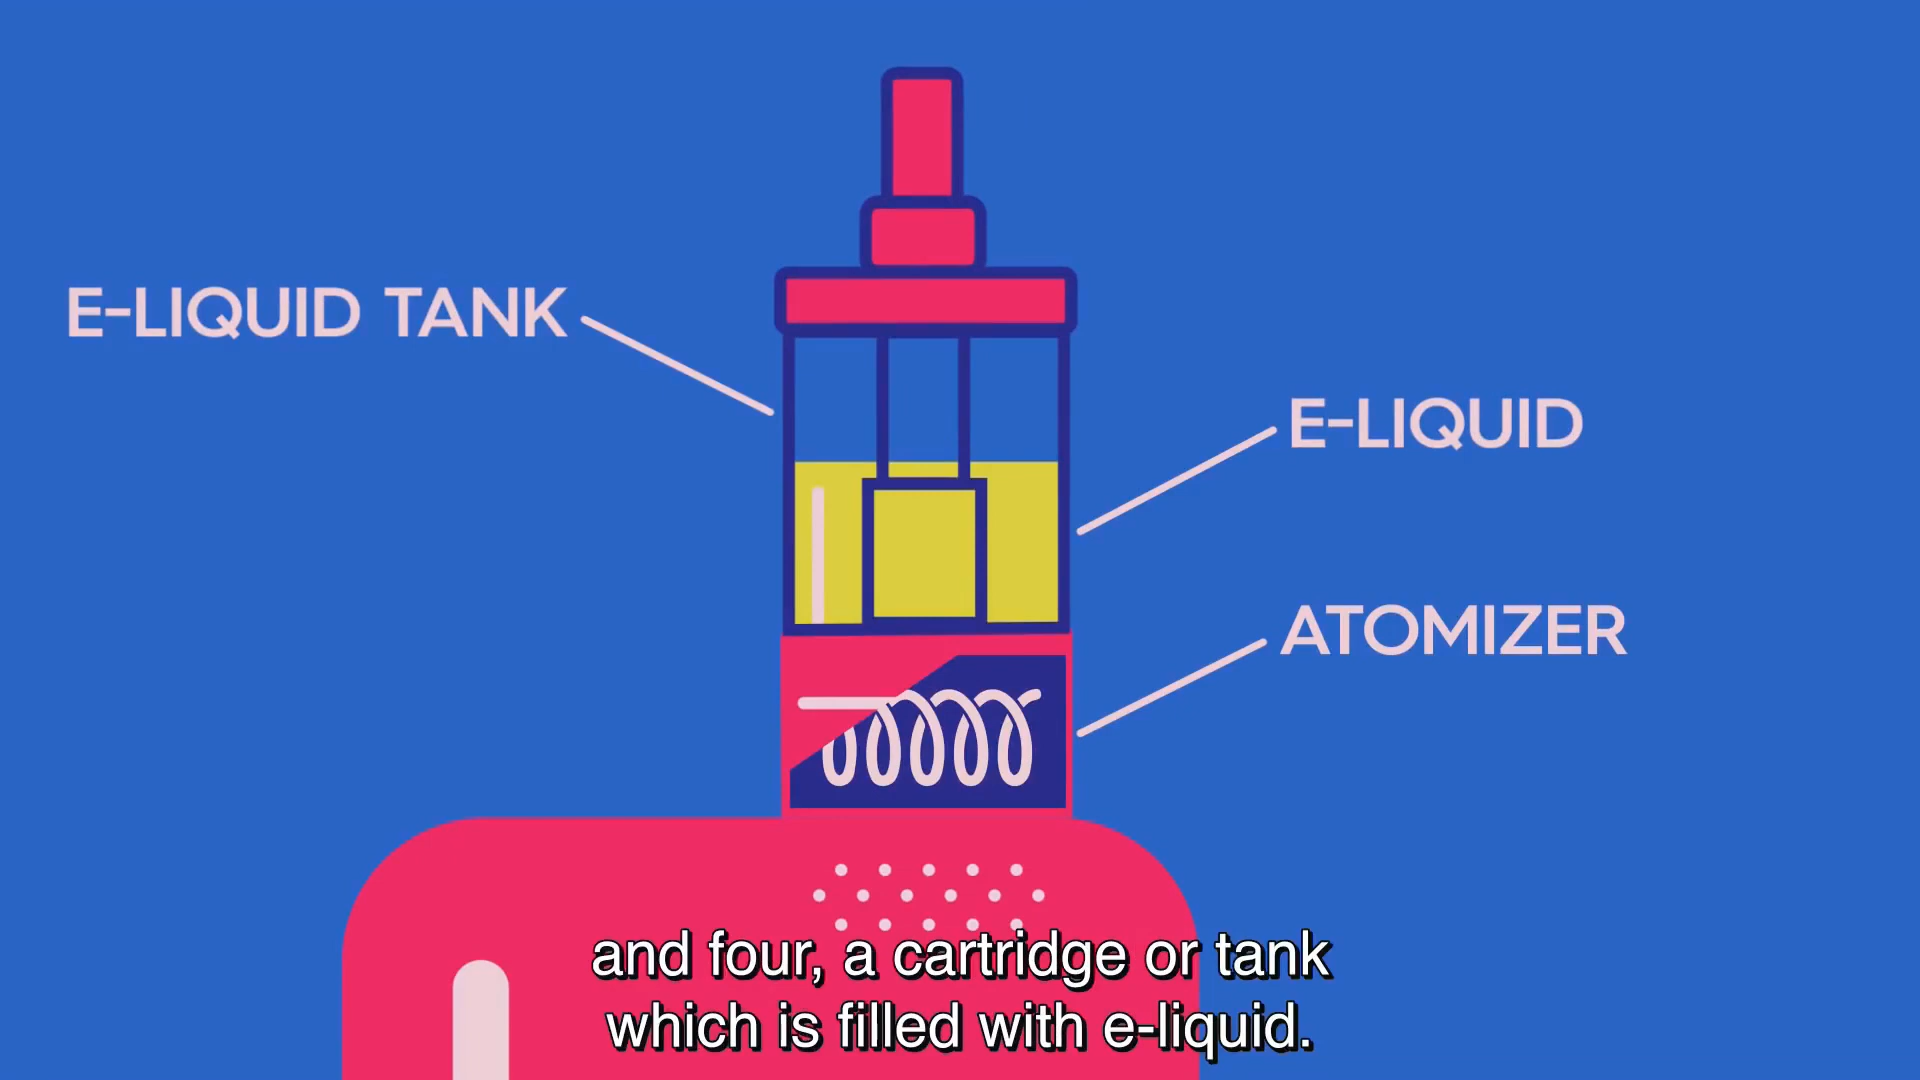 E-LIQUID TANK
E-LIQUID
ATOMIZER
and four, a cartridge or tank
which is filled with e-liquid.